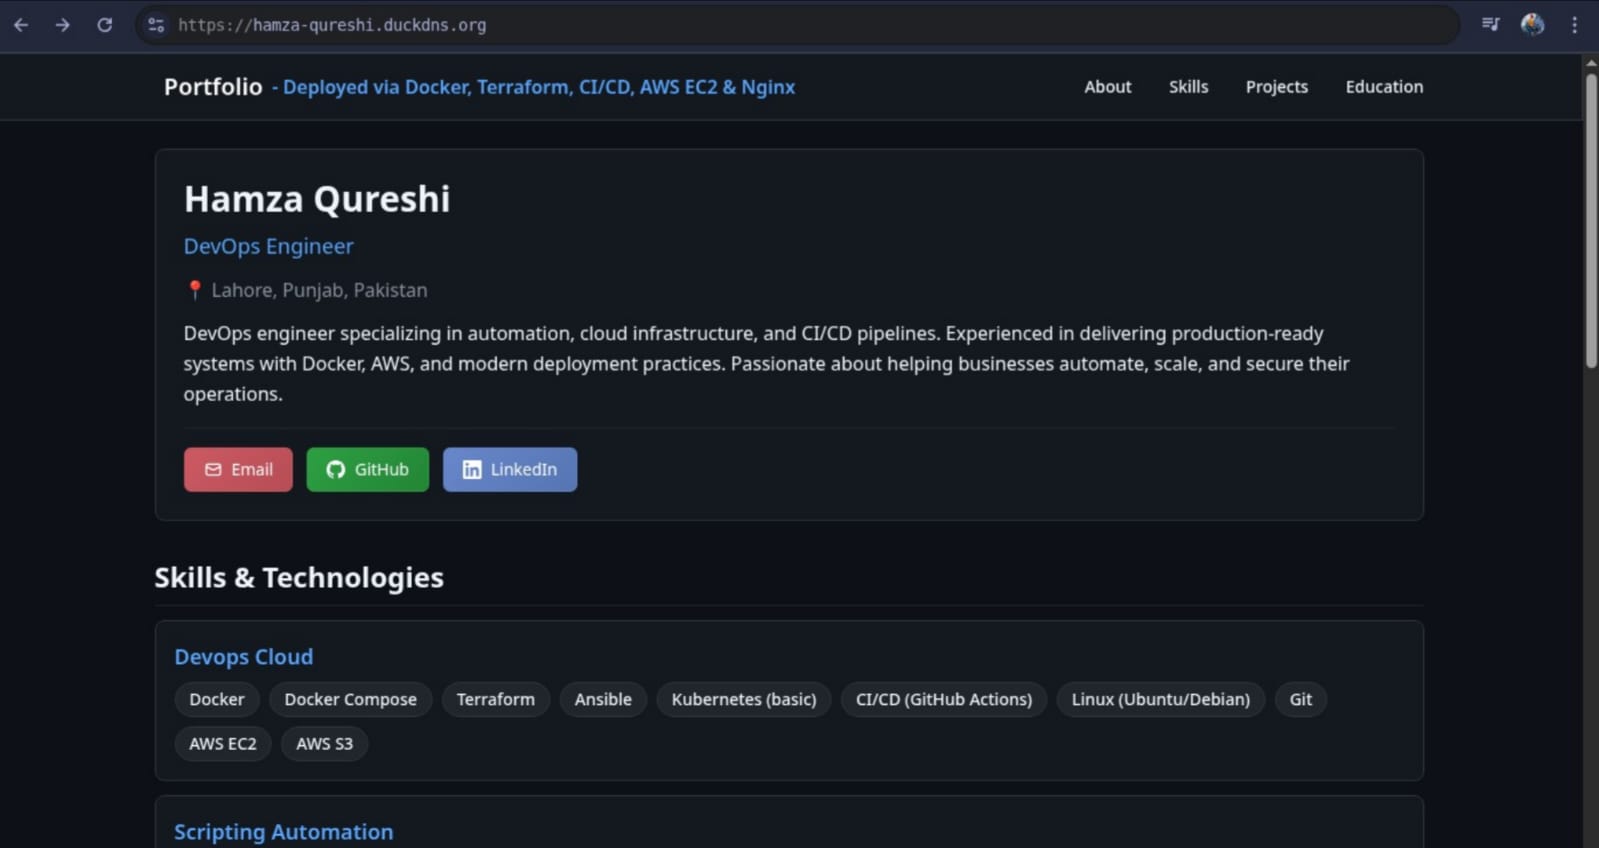 https://hamza-qureshi.duckdns.org
Portfolio - Deployed via Docker, Terraform, CI/CD, AWS EC2 & Nginx
About Skills Projects Education
Hamza Qureshi
DevOps Engineer
Lahore, Punjab, Pakistan
DevOps engineer specializing in automation, cloud infrastructure, and CI/CD pipelines. Experienced in delivering production-ready
systems with Docker, AWS, and modern deployment practices. Passionate about helping businesses automate, scale, and secure their
operations.
Email GitHub LinkedIn
Skills & Technologies
Devops Cloud
Docker Docker Compose Terraform Ansible Kubernetes (basic) CI/CD (GitHub Actions) Linux (Ubuntu/Debian) Git
AWS EC2 AWS S3
Scripting Automation